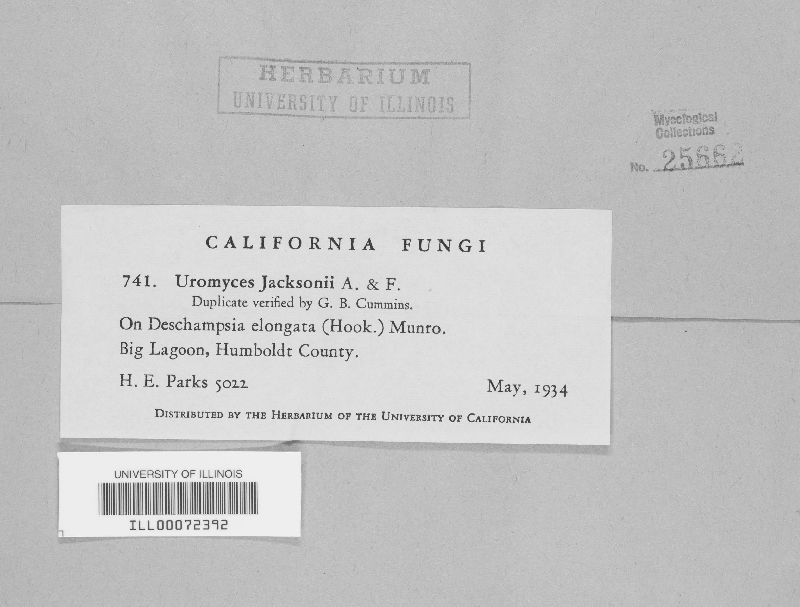 HERBARIUM
UNIVERSITY OF ILLINOIS
Mycological
Collections
No. 25662
CALIFORNIA FUNGI
741. Uromyces Jacksonii A. & F.
Duplicate verified by G. B. Cummins.
On Deschampsia elongata (Hook.) Munro.
Big Lagoon, Humboldt County.
H. E. Parks 5022 May, 1934
Distributed by the Herbarium of the University of California
UNIVERSITY OF ILLINOIS
ILL00072392